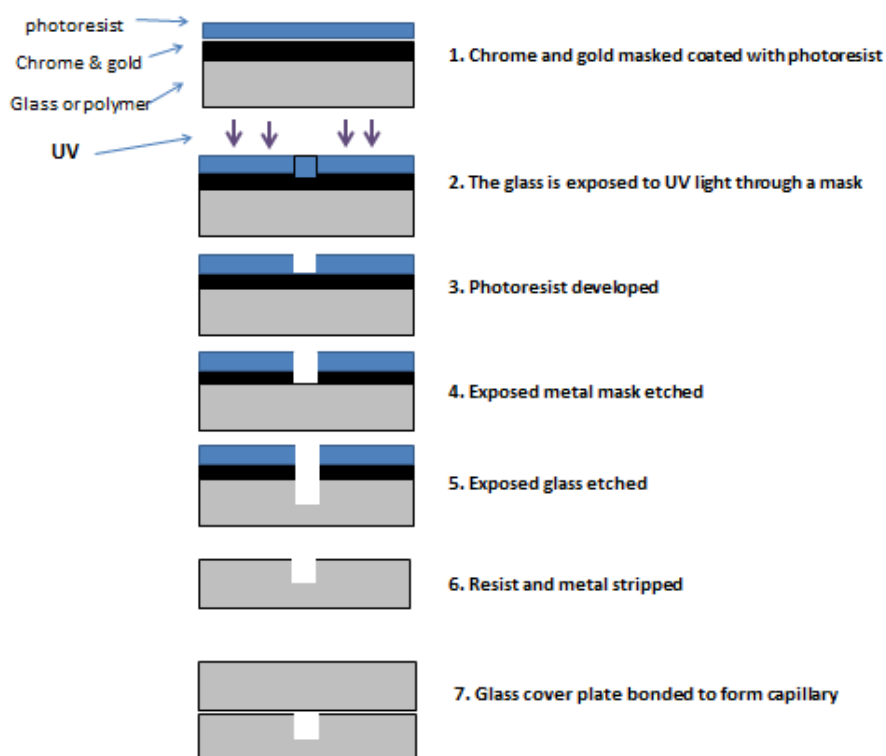 photoresist
Chrome & gold
Glass or polymer
1. Chrome and gold masked coated with photoresist
UV
2. The glass is exposed to UV light through a mask
3. Photoresist developed
4. Exposed metal mask etched
5. Exposed glass etched
6. Resist and metal stripped
7. Glass cover plate bonded to form capillary